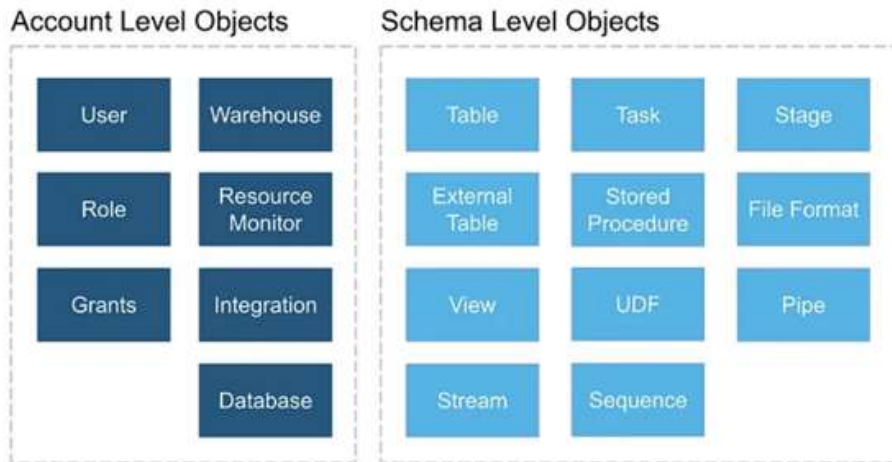 Account Level Objects
Schema Level Objects
User
Warehouse
Role
Resource
Monitor
Grants
Integration
Database
Table
Task
Stage
External
Table
Stored
Procedure
File Format
View
UDF
Pipe
Stream
Sequence